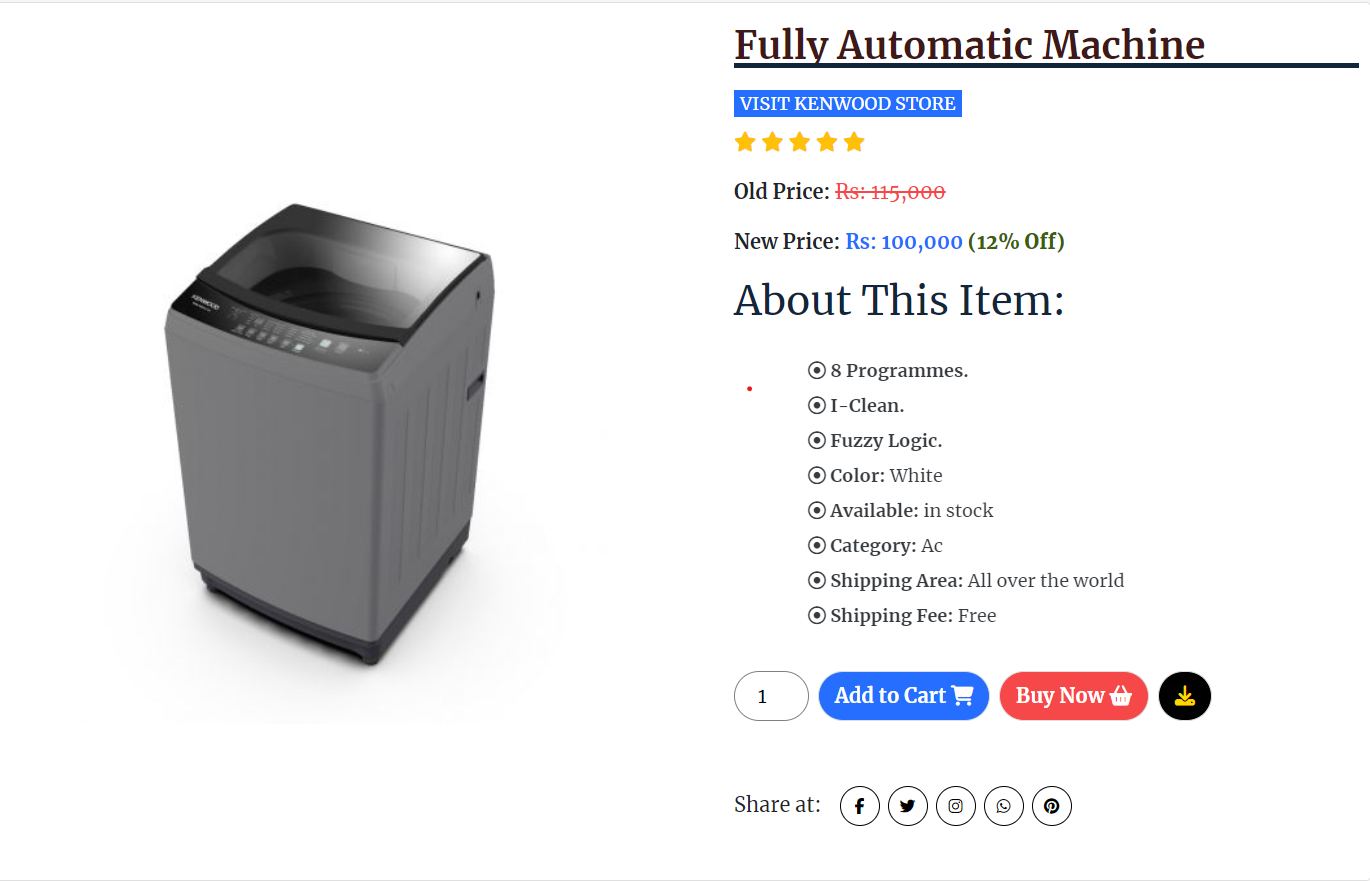 Fully Automatic Machine
VISIT KENWOOD STORE
Old Price: Rs: 115,000
New Price: Rs: 100,000 (12% Off)
KENWOOD
About This Item:
8 Programmes.
I-Clean.
Fuzzy Logic.
Color: White
Available: in stock
Category: Ac
Shipping Area: All over the world
Shipping Fee: Free
1
Add to Cart
Buy Now
Share at: